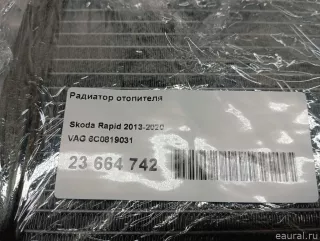 Радиатор отопителя
Skoda Rapid 2013-2020
VAG 6C0819031
23 664 742
eaural.ru